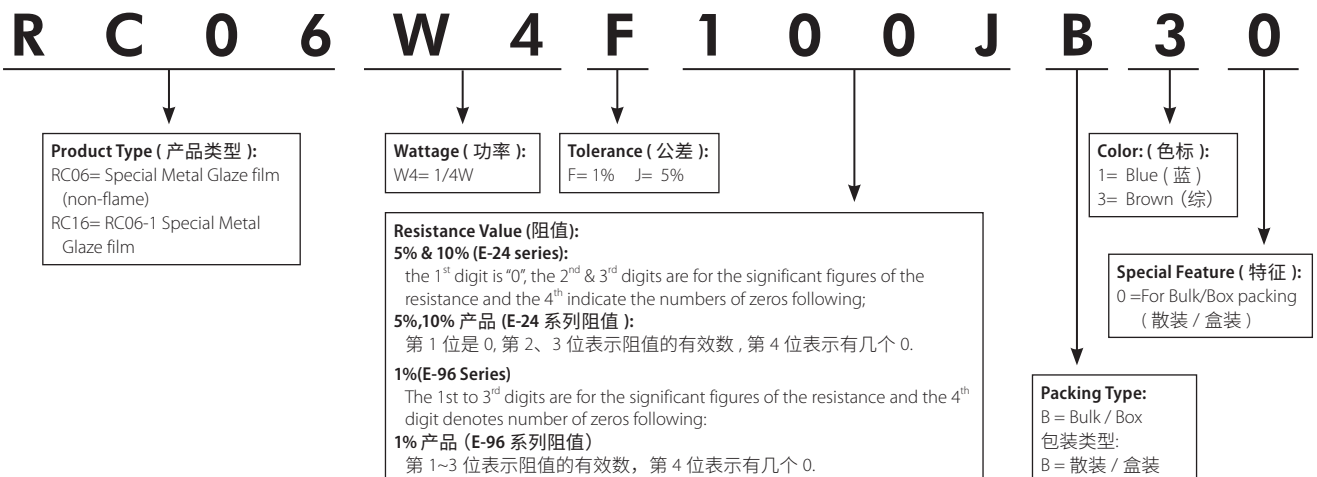 R C 0 6 W 4 F 1 0 0 J B 3 0
Product Type ( 产品类型 ):
RC06= Special Metal Glaze film
(non-flame)
RC16= RC06-1 Special Metal
Glaze film
Wattage ( 功率 ):
W4= 1/4W
Tolerance ( 公差 ):
F= 1% J= 5%
Resistance Value (阻值):
5% & 10% (E-24 series):
the 1st digit is “0”, the 2nd & 3rd digits are for the significant figures of the
resistance and the 4th indicate the numbers of zeros following;
5%,10% 产品 (E-24 系列阻值 ):
第 1 位是 0, 第 2、3 位表示阻值的有效数 , 第 4 位表示有几个 0.
1%(E-96 Series)
The 1st to 3rd digits are for the significant figures of the resistance and the 4th
digit denotes number of zeros following:
1% 产品（E-96 系列阻值）
第 1~3 位表示阻值的有效数，第 4 位表示有几个 0.
Color: ( 色标 ):
1= Blue ( 蓝 )
3= Brown（综）
Special Feature ( 特征 ):
0 =For Bulk/Box packing
( 散装 / 盒装 )
Packing Type:
B = Bulk / Box
包装类型:
B = 散装 / 盒装